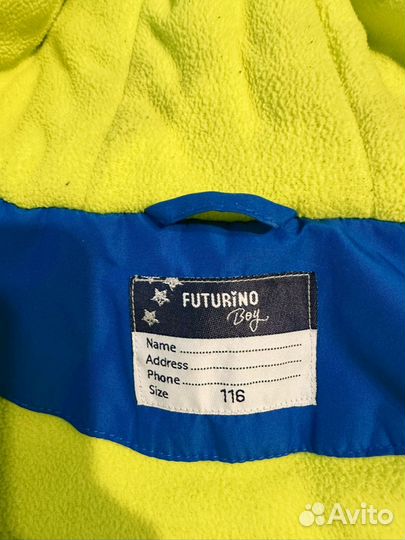 FUTURiNO
Boy
Name
Address
Phone
Size 116
Avito